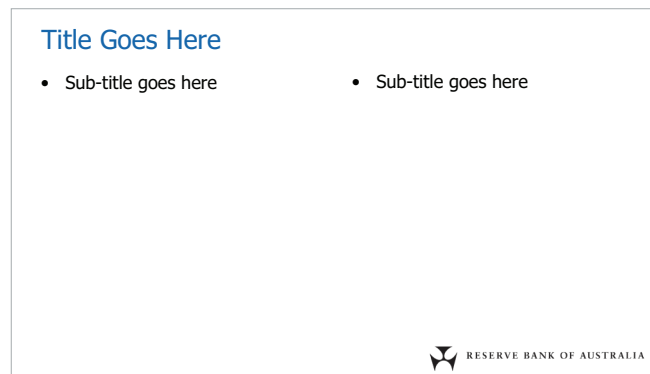 Title Goes Here
• Sub-title goes here
• Sub-title goes here
RESERVE BANK OF AUSTRALIA